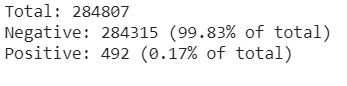 Total: 284807
Negative: 284315 (99.83% of total)
Positive: 492 (0.17% of total)